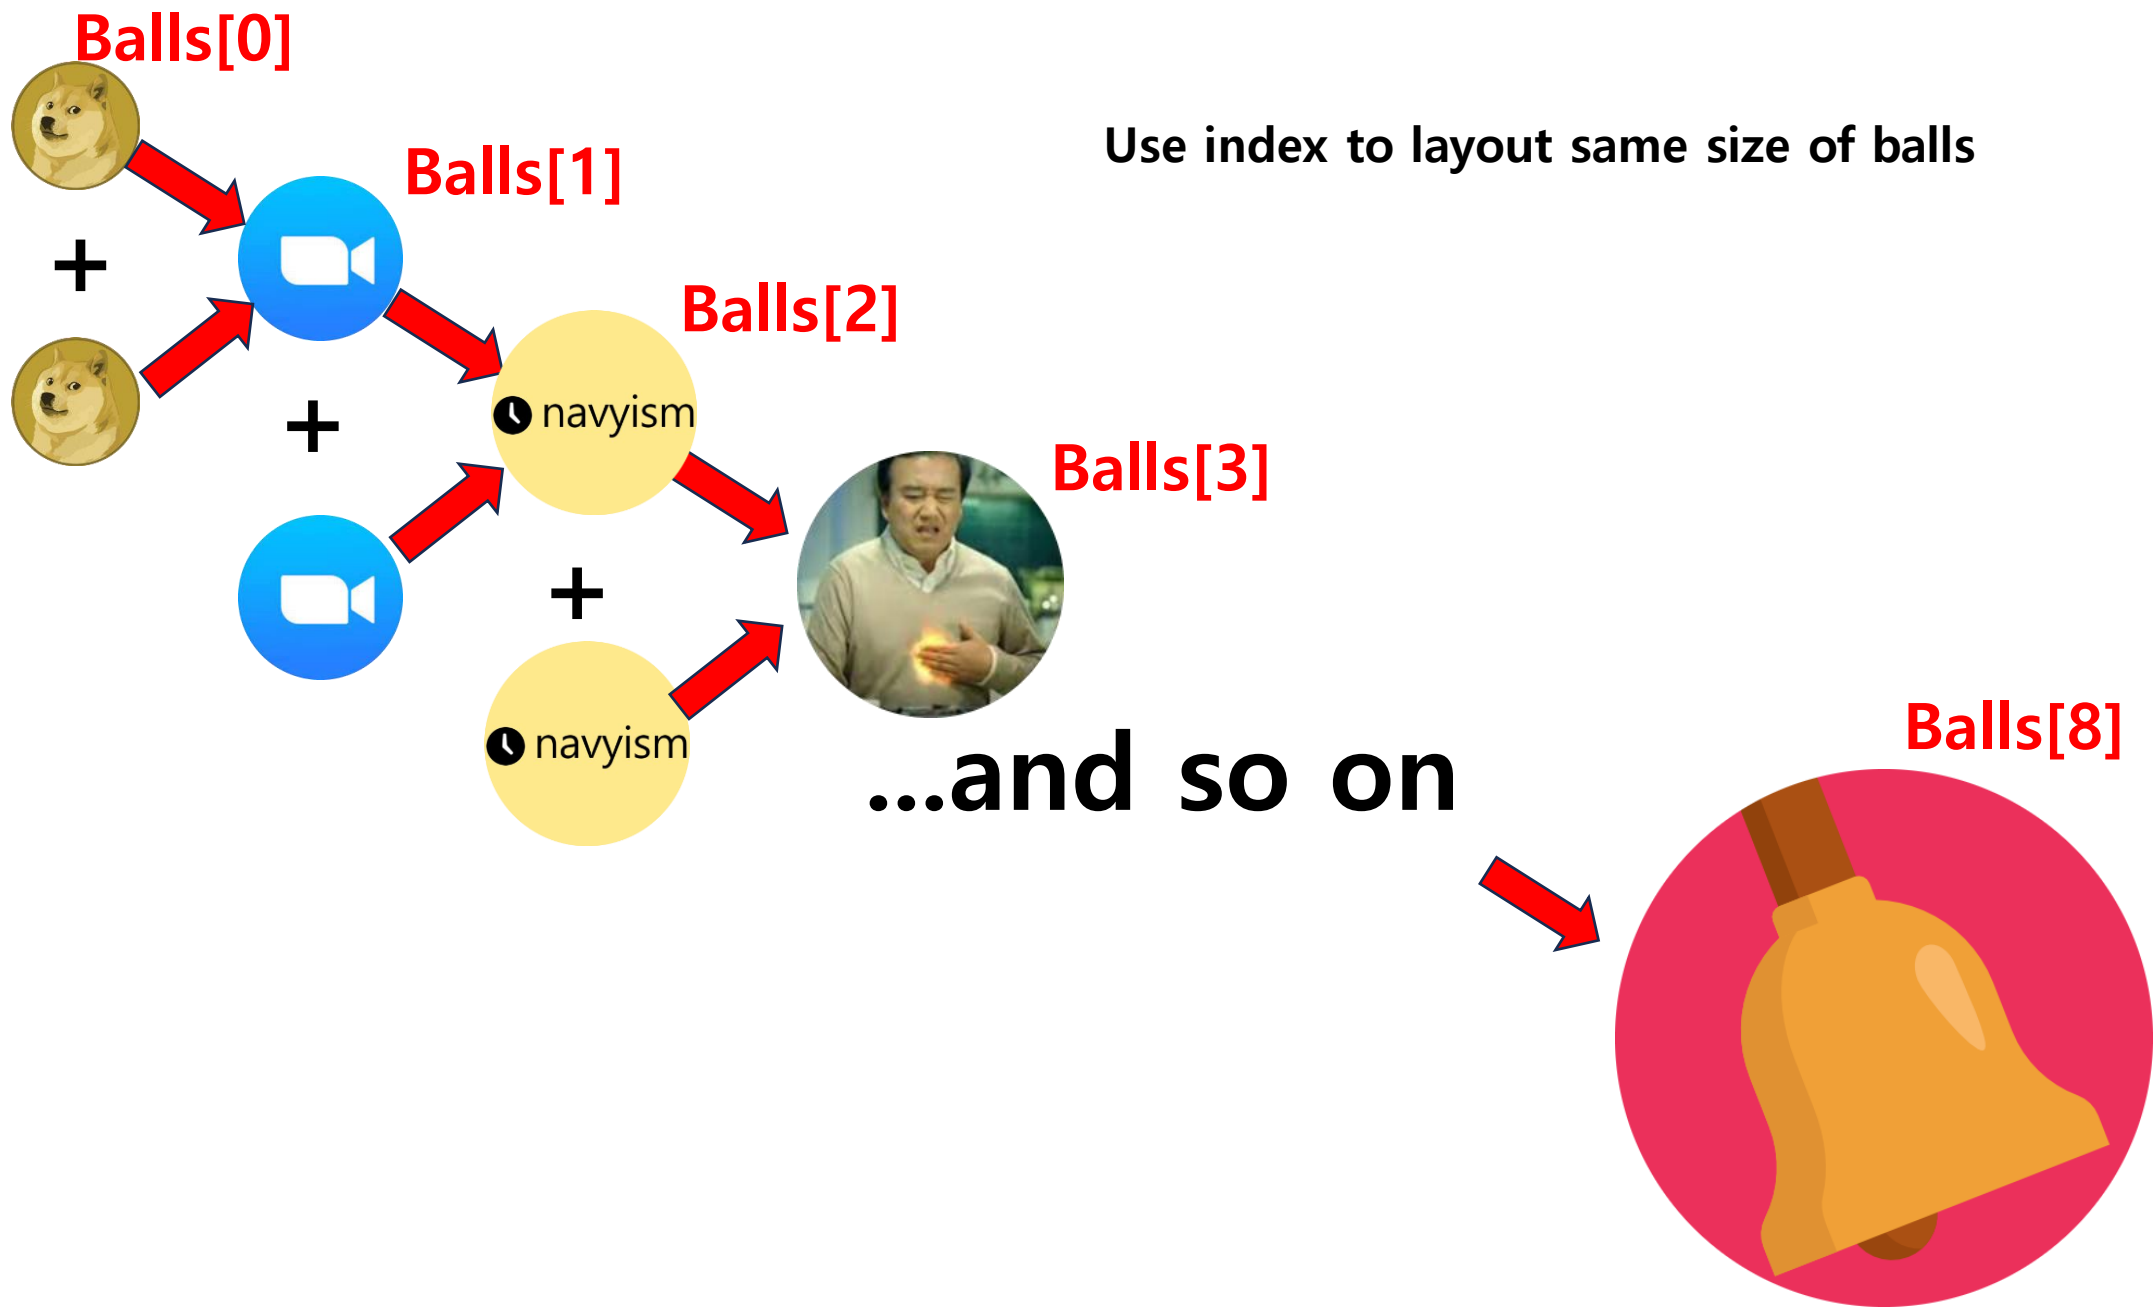 Balls[0]
Use index to layout same size of balls
Balls[1]
+
Balls[2]
+
navyism
Balls[3]
+
navyism
...and so on
Balls[8]